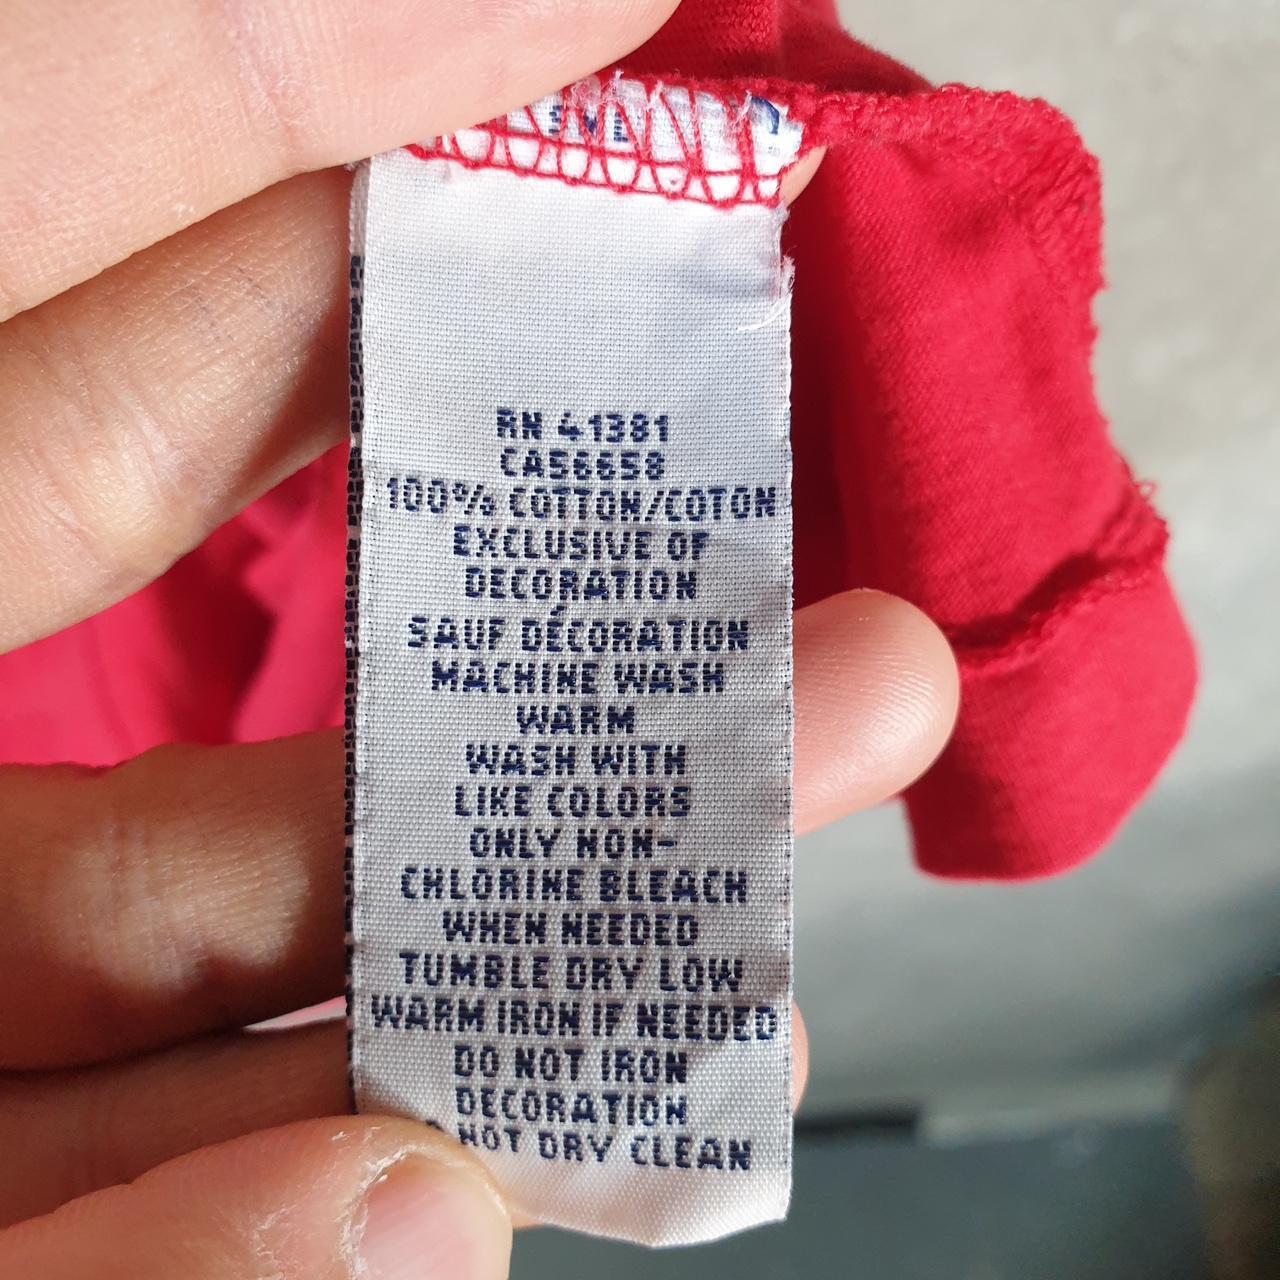 RN 41381
CA56658
100% COTTON/COTON
EXCLUSIVE OF
DECORATION
SAUF DÉCORATION
MACHINE WASH
WARM
WASH WITH
LIKE COLORS
ONLY NON-
CHLORINE BLEACH
WHEN NEEDED
TUMBLE DRY LOW
WARM IRON IF NEEDED
DO NOT IRON
DECORATION
NOT DRY CLEAN